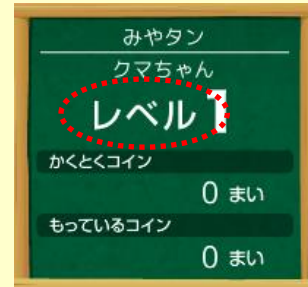 みやタン
クマちゃん
レベル 1
かくとくコイン
0 まい
もっているコイン
0 まい